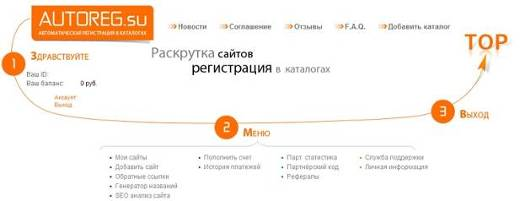 AUTOREG.su
АВТОМАТИЧЕСКАЯ РЕГИСТРАЦИЯ В КАТАЛОГАХ
Новости Соглашение Отзывы F.A.Q. Добавить каталог
TOP
1 Здравствуйте
Ваш ID:
Ваш баланс: 0 руб.
Аккаунт
Выход
Раскрутка сайтов
регистрация в каталогах
3 Выход
2 Меню
Мои сайты
Добавить сайт
Обратные ссылки
Генератор названий
SEO анализ сайта
Пополнить счет
История платежей
Парт. статистика
Партнёрский код
Рефералы
Служба поддержки
Личная информация